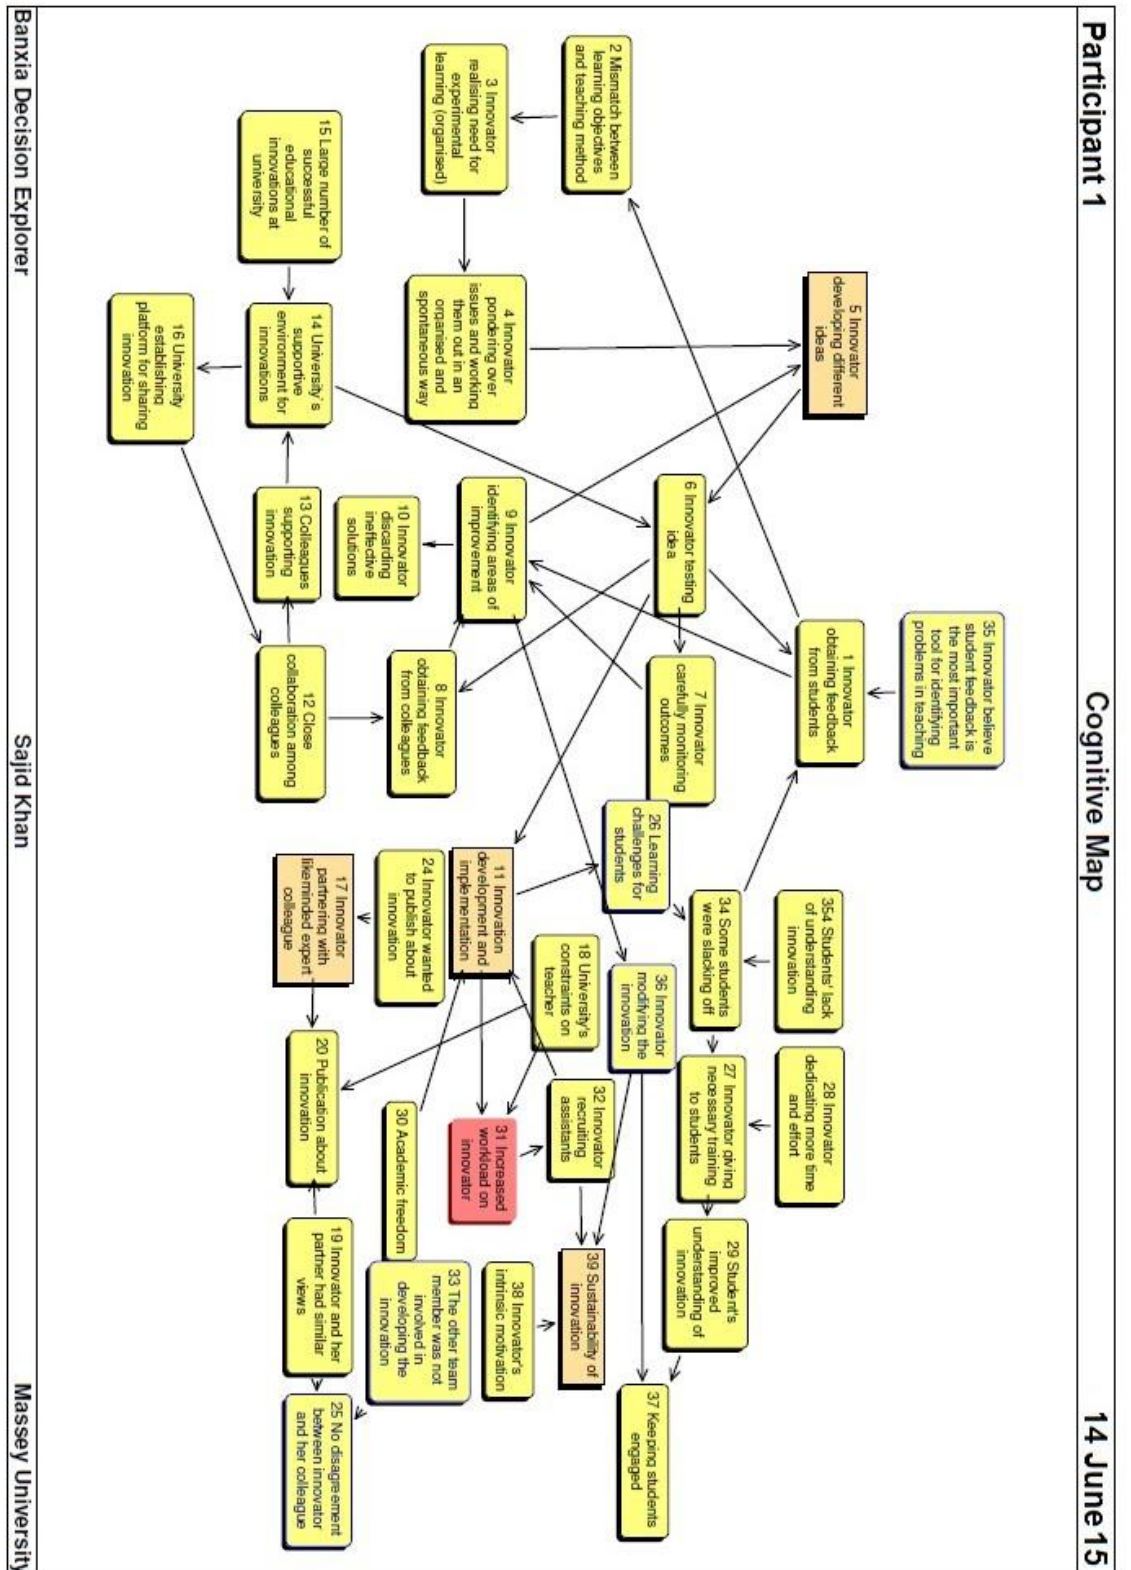 Participant 1
Cognitive Map
14 June 15
5 Innovator
developing different
ideas
35 Innovator believe
student feedback is
the most important
tool for identifying
problems in teaching
1 Innovator
obtaining feedback
from students
354 Students' lack
of understanding
innovation
28 Innovator
dedicating more time
and effort
2 Mismatch between
learning objectives
and teaching method
6 Innovator testing
idea
7 Innovator
carefully monitoring
outcomes
26 Learning
challenges for
students
34 Some students
were slacking off
27 Innovator giving
necessary training
to students
29 Student's
improved
understanding of
innovation
3 Innovator
realising need for
experimental
learning (organised)
4 Innovator
pondering over
issues and working
them out in an
organised and
spontaneous way
9 Innovator
identifying areas of
improvement
10 Innovator
discarding
ineffective
solutions
8 Innovator
obtaining feedback
from colleagues
11 Innovation
development and
implementation
18 University's
constraints on
teacher
36 Innovator
modifying the
innovation
32 Innovator
recruiting
assistants
31 Increased
workload on
innovator
39 Sustainability of
innovation
38 Innovator's
intrinsic motivation
37 Keeping students
engaged
15 Large number of
successful
educational
innovations at
university
14 University's
supportive
environment for
innovations
13 Colleagues
supporting
innovation
12 Close
collaboration among
colleagues
24 Innovator wanted
to publish about
innovation
17 Innovator
partnering with
likeminded expert
colleague
30 Academic freedom
33 The other team
member was not
involved in
developing the
innovation
20 Publication about
innovation
19 Innovator and her
partner had similar
views
25 No disagreement
between innovator
and her colleague
16 University
establishing
platform for sharing
innovation
Banxia Decision Explorer
Sajid Khan
Massey University